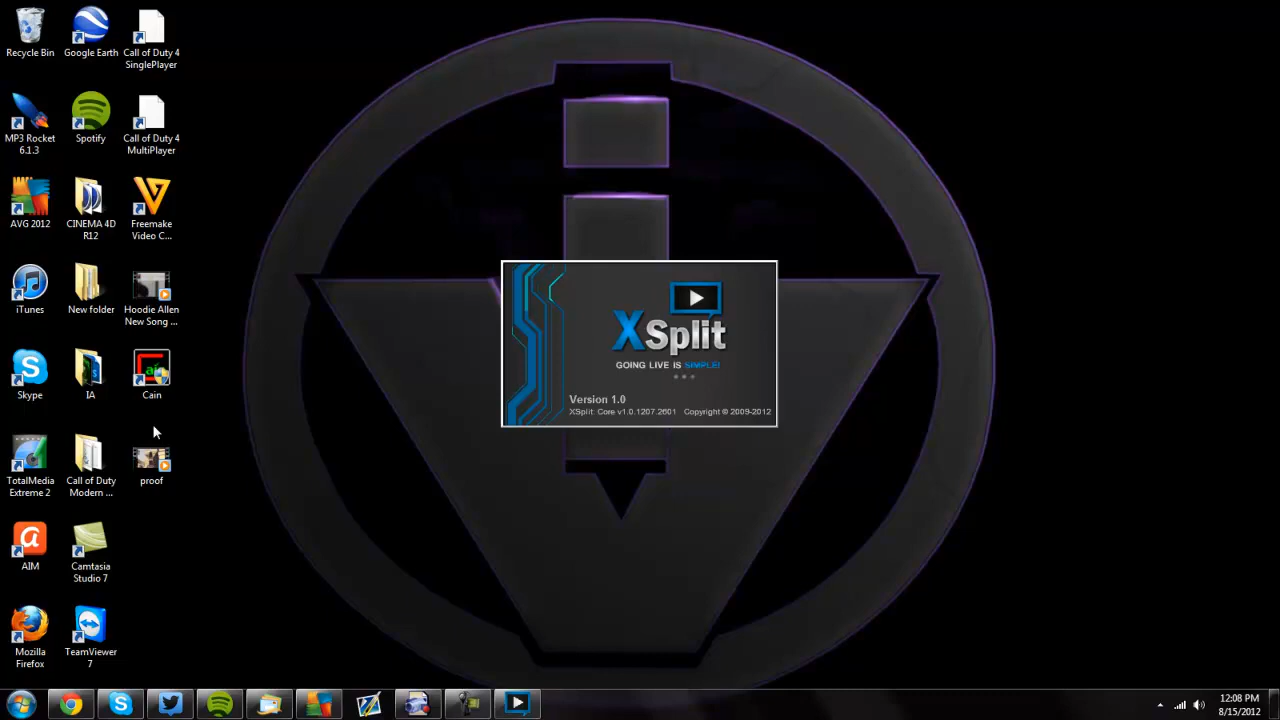 Recycle Bin
Google Earth
Call of Duty 4
SinglePlayer
MP3 Rocket
6.1.3
Spotify
Call of Duty 4
MultiPlayer
AVG 2012
CINEMA 4D
R12
Freemake
Video C...
iTunes
New folder
Hoodie Allen
New Song ...
Skype
IA
Cain
TotalMedia
Extreme 2
Call of Duty
Modern ...
proof
AIM
Camtasia
Studio 7
Mozilla
Firefox
TeamViewer
7
XSplit
GOING LIVE IS SIMPLE!
Version 1.0
XSplit Core v1.0.1207.2601 Copyright © 2009-2012
12:08 PM
8/15/2012